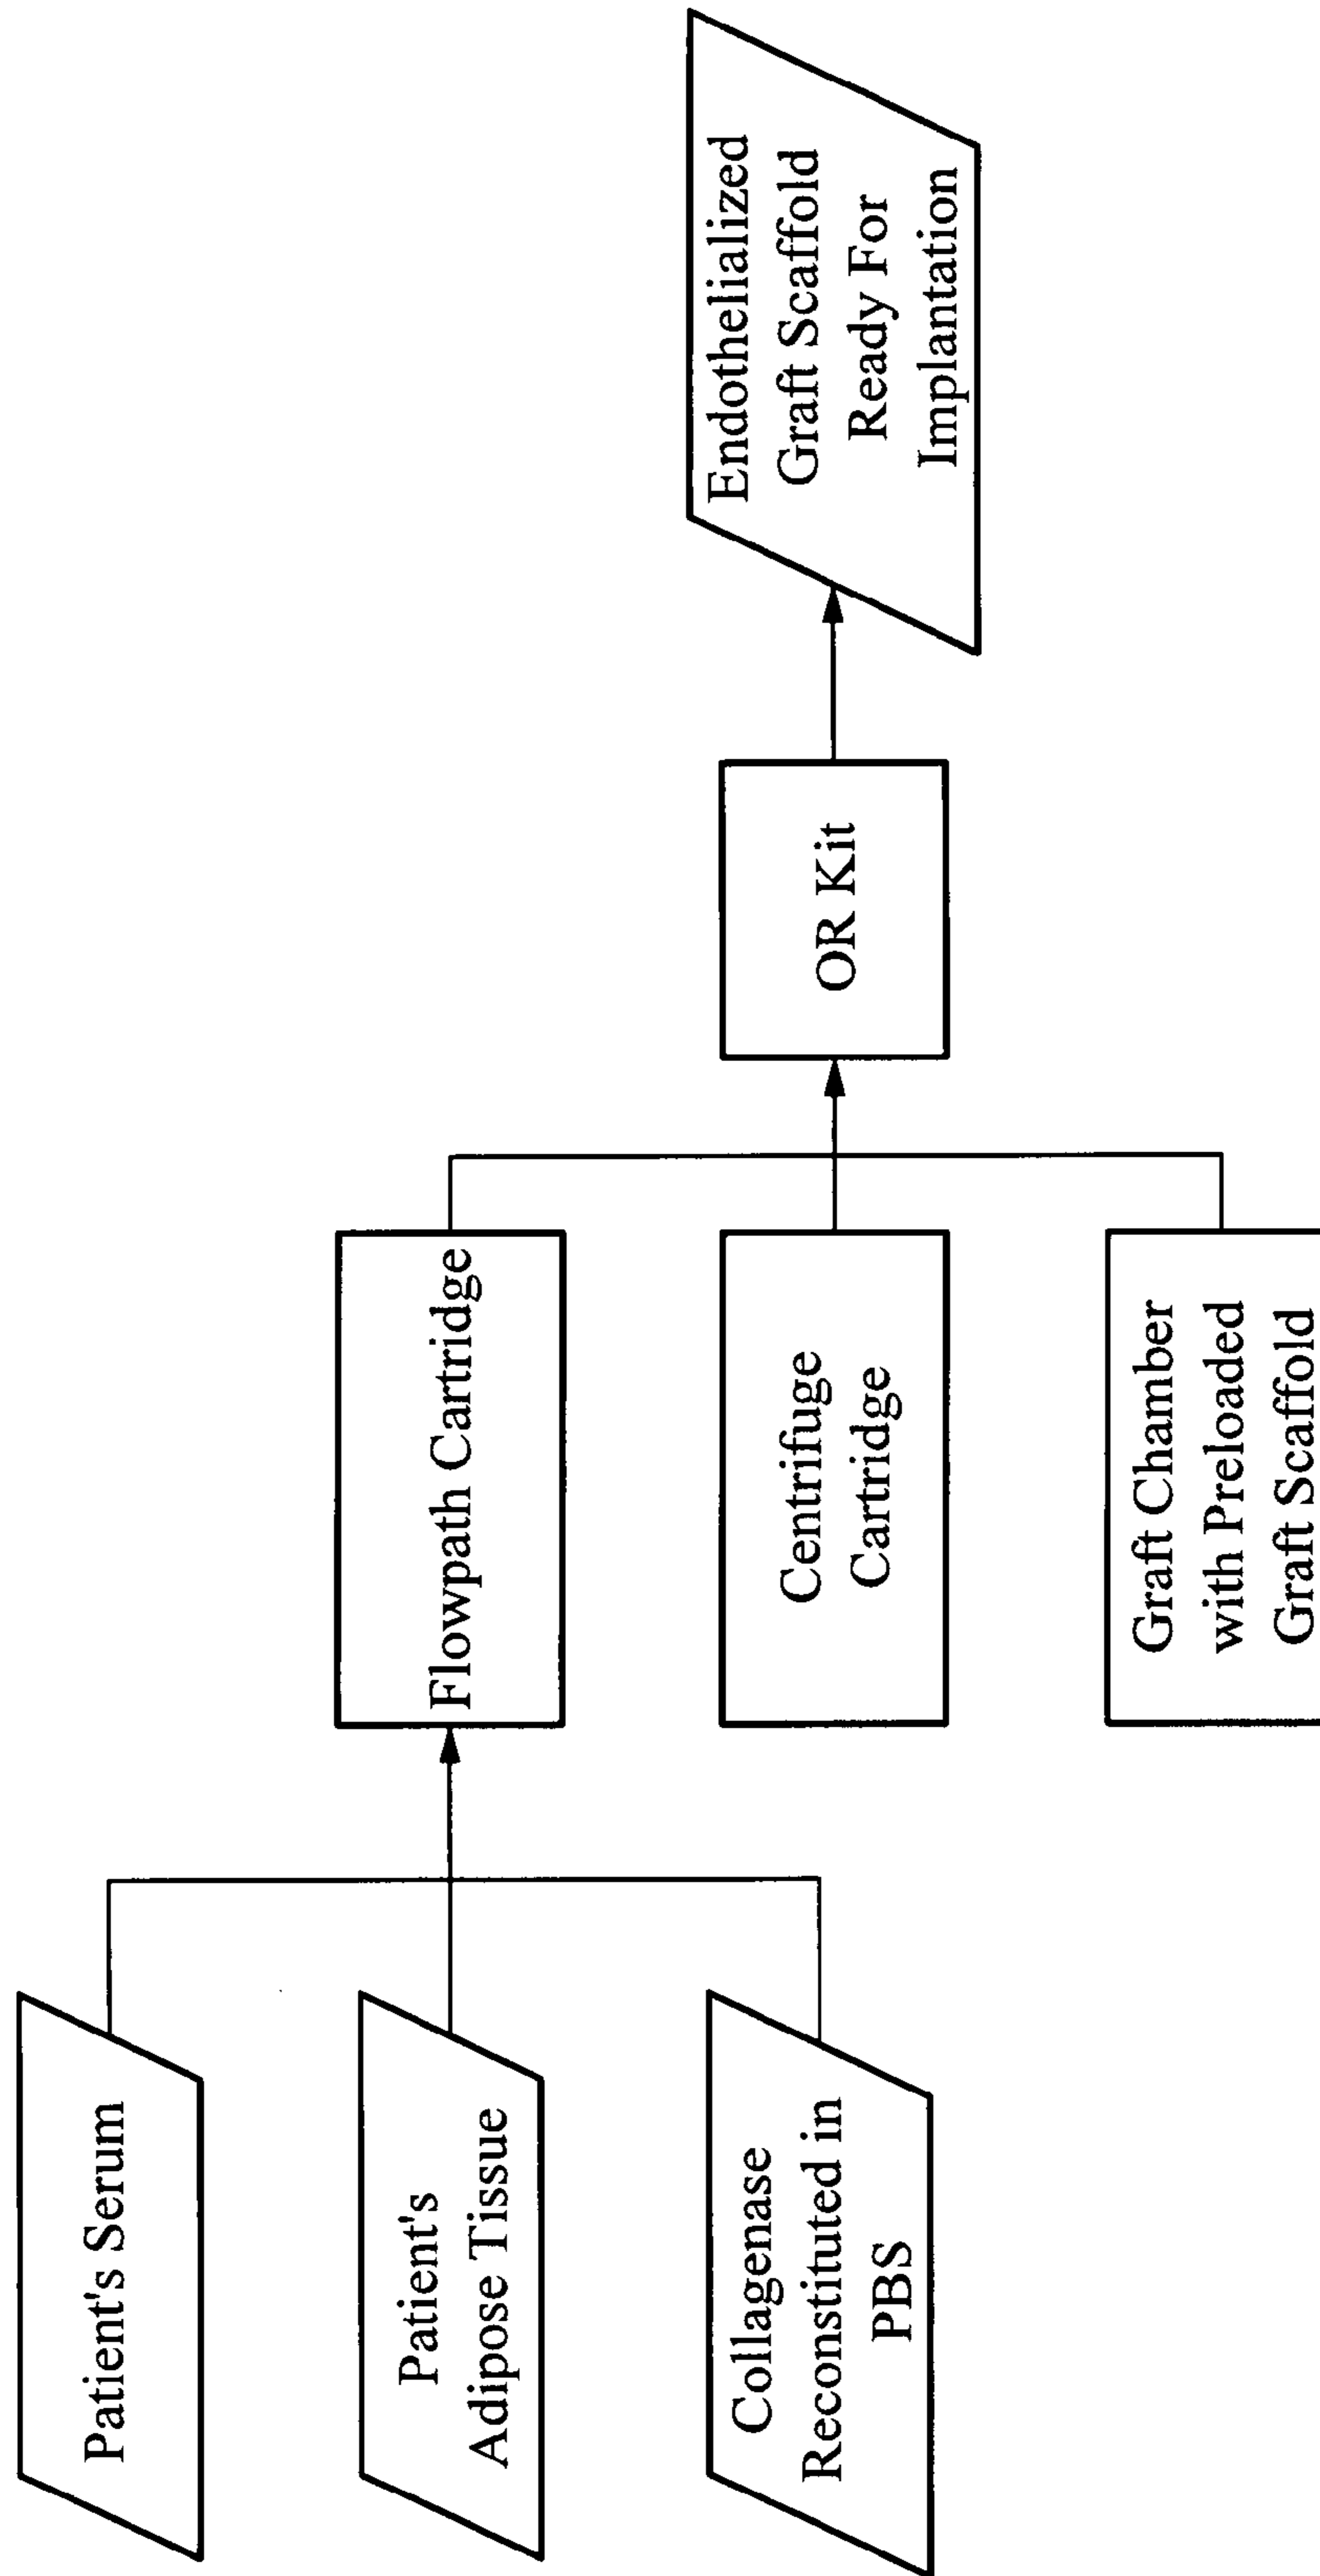 Patient's Serum
Patient's
Adipose Tissue
Collagenase
Reconstituted in
PBS
Flowpath Cartridge
Centrifuge
Cartridge
Graft Chamber
with Preloaded
Graft Scaffold
OR Kit
Endothelialized
Graft Scaffold
Ready For
Implantation